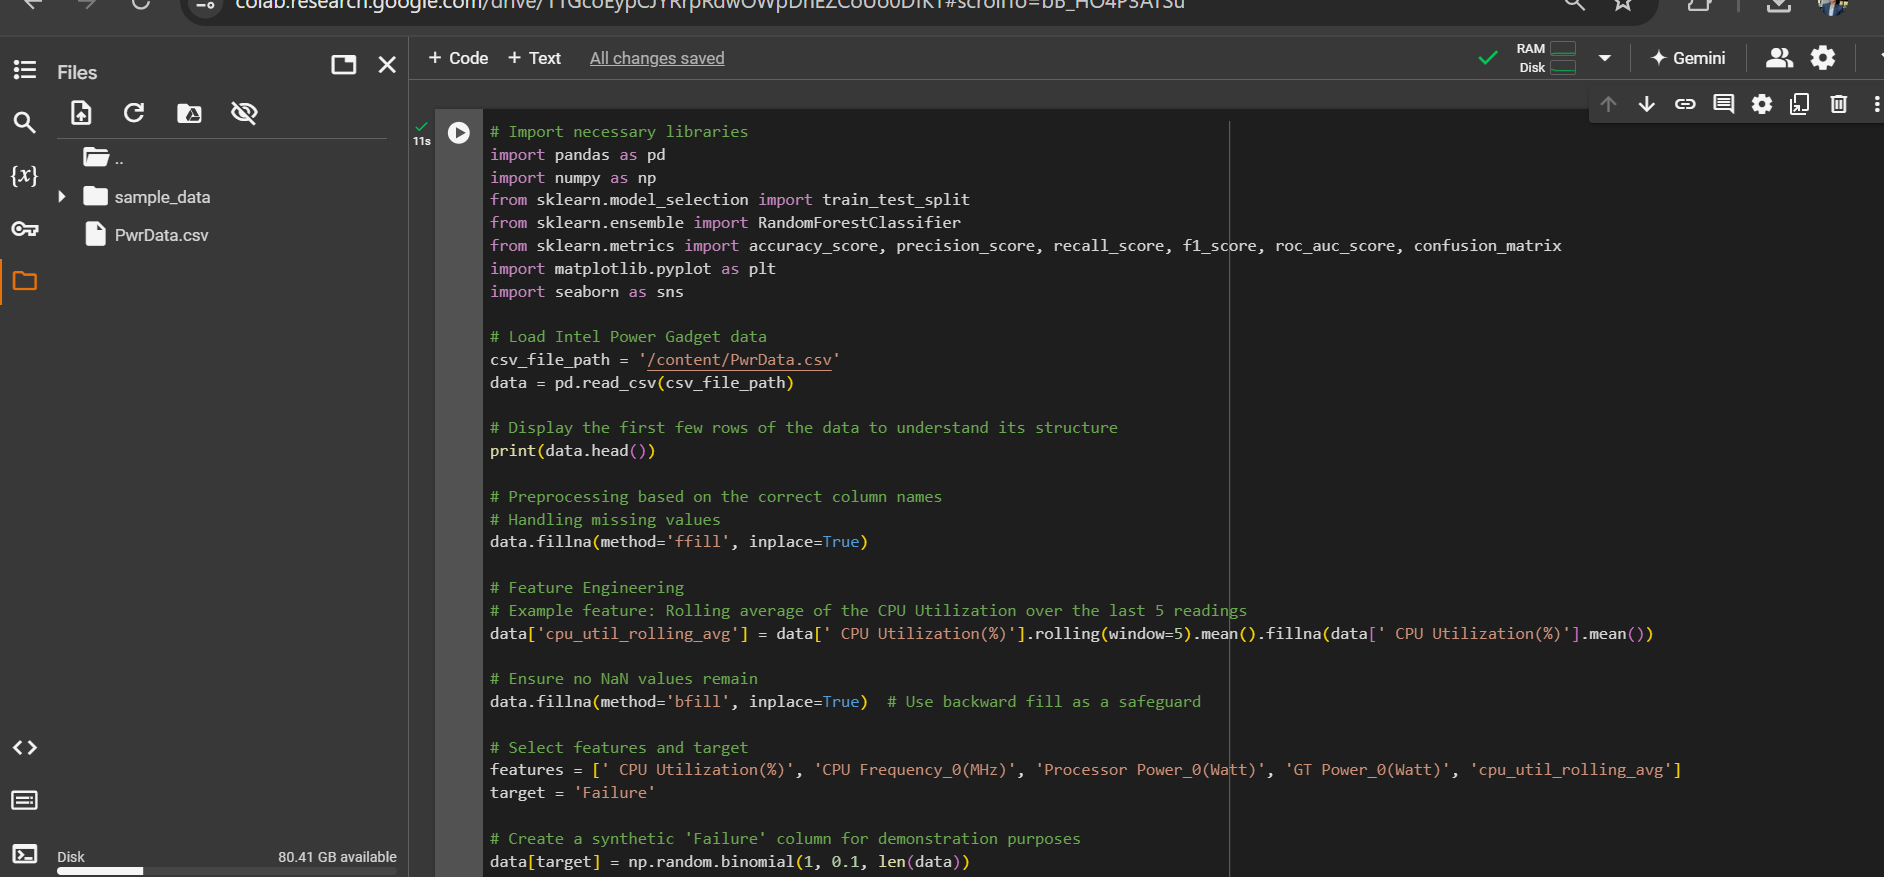 Files
+ Code + Text All changes saved
RAM
Disk
Gemini
..
sample_data
PwrData.csv
{x}
11s
# Import necessary libraries
import pandas as pd
import numpy as np
from sklearn.model_selection import train_test_split
from sklearn.ensemble import RandomForestClassifier
from sklearn.metrics import accuracy_score, precision_score, recall_score, f1_score, roc_auc_score, confusion_matrix
import matplotlib.pyplot as plt
import seaborn as sns
# Load Intel Power Gadget data
csv_file_path = '/content/PwrData.csv'
data = pd.read_csv(csv_file_path)
# Display the first few rows of the data to understand its structure
print(data.head())
# Preprocessing based on the correct column names
# Handling missing values
data.fillna(method='ffill', inplace=True)
# Feature Engineering
# Example feature: Rolling average of the CPU Utilization over the last 5 readings
data['cpu_util_rolling_avg'] = data[' CPU Utilization(%)'].rolling(window=5).mean().fillna(data[' CPU Utilization(%)'].mean())
# Ensure no NaN values remain
data.fillna(method='bfill', inplace=True)  # Use backward fill as a safeguard
# Select features and target
features = [' CPU Utilization(%)', 'CPU Frequency_0(MHz)', 'Processor Power_0(Watt)', 'GT Power_0(Watt)', 'cpu_util_rolling_avg']
target = 'Failure'
# Create a synthetic 'Failure' column for demonstration purposes
data[target] = np.random.binomial(1, 0.1, len(data))
Disk 80.41 GB available